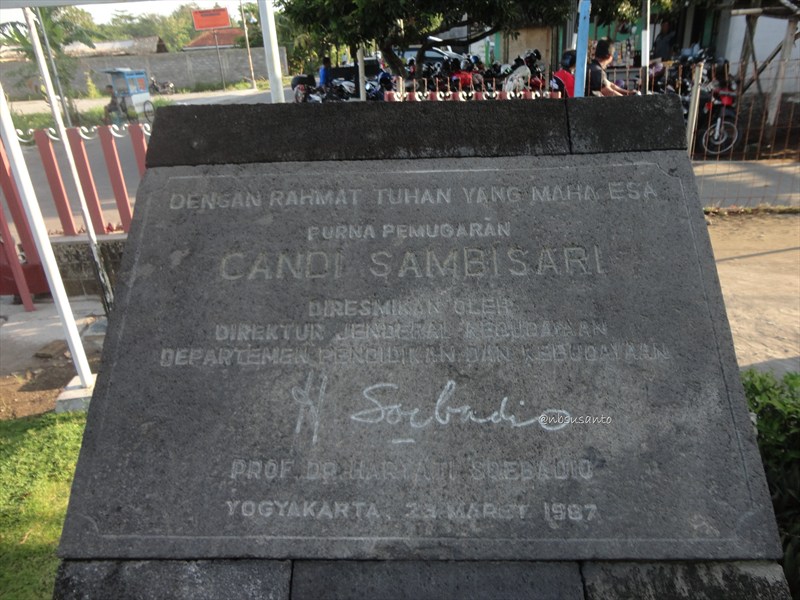 DENGAN RAHMAT TUHAN YANG MAHA ESA
PURNA PEMUGARAN
CANDI SAMBISARI
DIRESMIKAN OLEH
DIREKTUR JENDERAL KEBUDAYAAN
DEPARTEMEN PENDIDIKAN DAN KEBUDAYAAN
H Soebadio
@nbsusanto
PROF. DR. HARYATI SOEBADIO
YOGYAKARTA, 23 MARET 1987